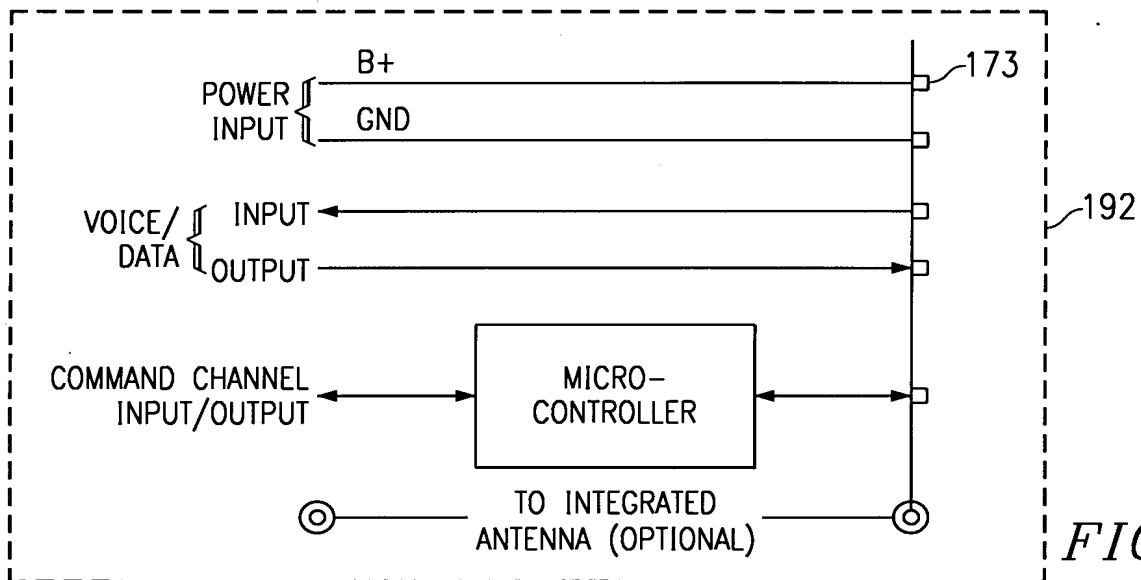 B+
173
POWER
INPUT
GND
192
VOICE/
DATA
INPUT
OUTPUT
COMMAND CHANNEL
INPUT/OUTPUT
MICRO-
CONTROLLER
TO INTEGRATED
ANTENNA (OPTIONAL)